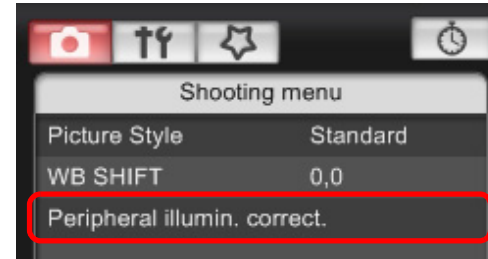 Shooting menu
Picture Style Standard
WB SHIFT 0,0
Peripheral illumin. correct.